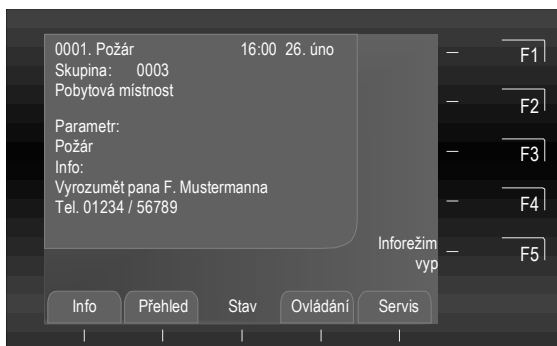 0001. Požár 16:00 26. úno
Skupina: 0003
Pobytová místnost
Parametr:
Požár
Info:
Vyrozumět pana F. Mustermanna
Tel. 01234 / 56789
Inforežim
vyp
F1
F2
F3
F4
F5
Info Přehled Stav Ovládání Servis